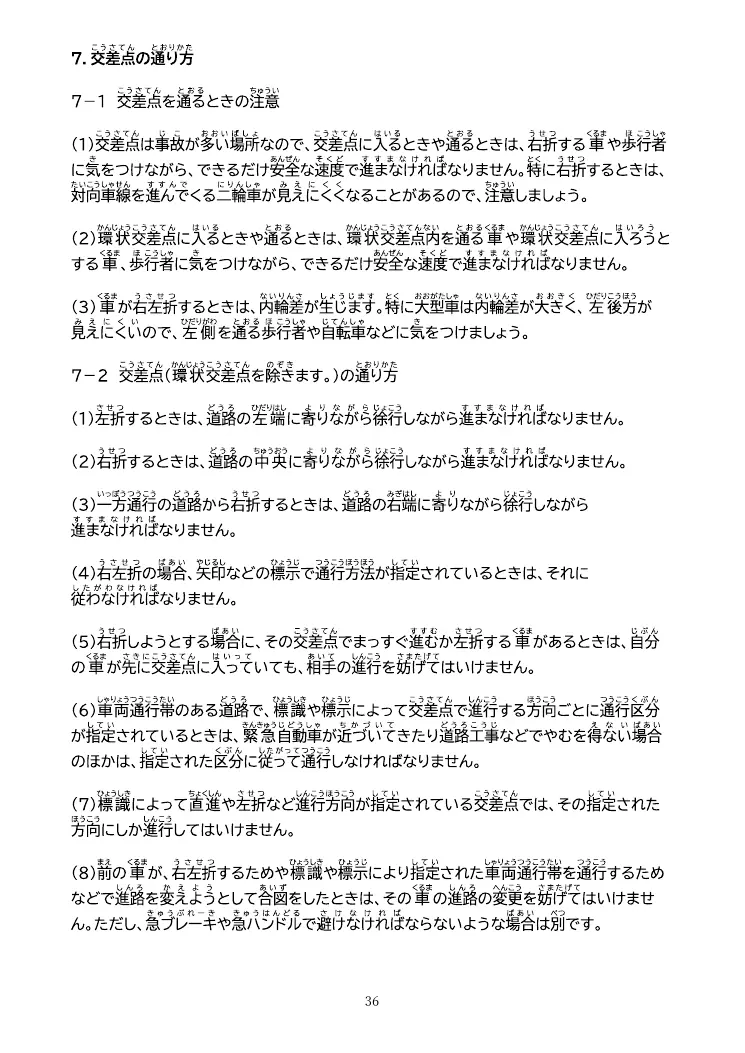 7.交差点の通り方
7-1 交差点を通るときの注意
(1)交差点は事故が多い場所なので、交差点に入るときや通るときは、右折する車や歩行者
に気をつけながら、できるだけ安全な速度で進まなければなりません。特に右折するときは、
対向車線を進んでくる二輪車が見えにくくなることがあるので、注意しましょう。
(2)環状交差点に入るときや通るときは、環状交差点内を通る車や環状交差点に入ろうと
する車、歩行者に気をつけながら、できるだけ安全な速度で進まなければなりません。
(3)車が右左折するときは、内輪差が生じます。特に大型車は内輪差が大きく、左後方が
見えにくいので、左側を通る歩行者や自転車などに気をつけましょう。
7-2 交差点(環状交差点を除きます。)の通り方
(1)左折するときは、道路の左端に寄りながら徐行しながら進まなければなりません。
(2)右折するときは、道路の中央に寄りながら徐行しながら進まなければなりません。
(3)一方通行の道路から右折するときは、道路の右端に寄りながら徐行しながら
進まなければなりません。
(4)右左折の場合、矢印などの標示で通行方法が指定されているときは、それに
従わなければなりません。
(5)右折しようとする場合に、その交差点でまっすぐ進むか左折する車があるときは、自分
の車が先に交差点に入っていても、相手の進行を妨げてはいけません。
(6)車両通行帯のある道路で、標識や標示によって交差点で進行する方向ごとに通行区分
が指定されているときは、緊急自動車が近づいてきたり道路工事などでやむを得ない場合
のほかは、指定された区分に従って通行しなければなりません。
(7)標識によって直進や左折など進行方向が指定されている交差点では、その指定された
方向にしか進行してはいけません。
(8)前の車が、右左折するためや標識や標示により指定された車両通行帯を通行するため
などで進路を変えようとして合図をしたときは、その車の進路の変更を妨げてはいけませ
ん。ただし、急ブレーキや急ハンドルで避けなければならないような場合は別です。
36